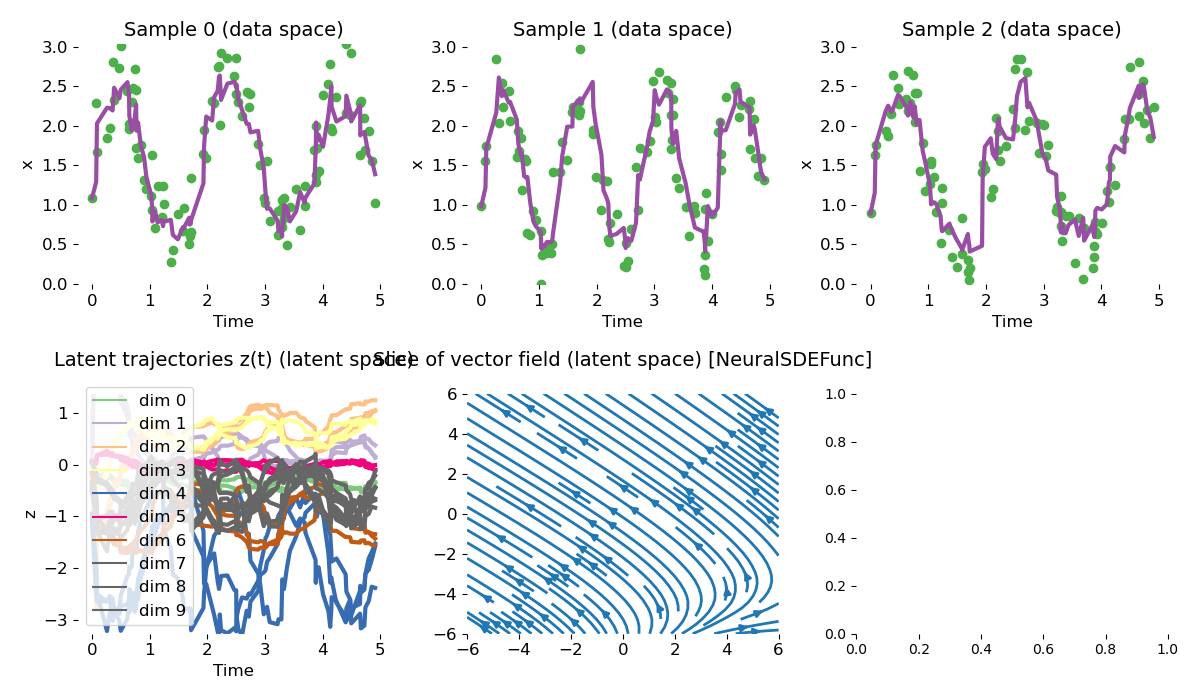 Sample 0 (data space)
Sample 1 (data space)
Sample 2 (data space)
3.0
2.5
2.0
1.5
1.0
0.5
0.0
x
0 1 2 3 4 5
Time
3.0
2.5
2.0
1.5
1.0
0.5
0.0
x
0 1 2 3 4 5
Time
3.0
2.5
2.0
1.5
1.0
0.5
0.0
x
0 1 2 3 4 5
Time
Latent trajectories z(t) (latent space)
Slice of vector field (latent space) [NeuralSDEFunc]
1
0
−1
−2
−3
z
dim 0
dim 1
dim 2
dim 3
dim 4
dim 5
dim 6
dim 7
dim 8
dim 9
0 1 2 3 4 5
Time
6
4
2
0
−2
−4
−6
−6 −4 −2 0 2 4 6
1.0
0.8
0.6
0.4
0.2
0.0
0.0 0.2 0.4 0.6 0.8 1.0